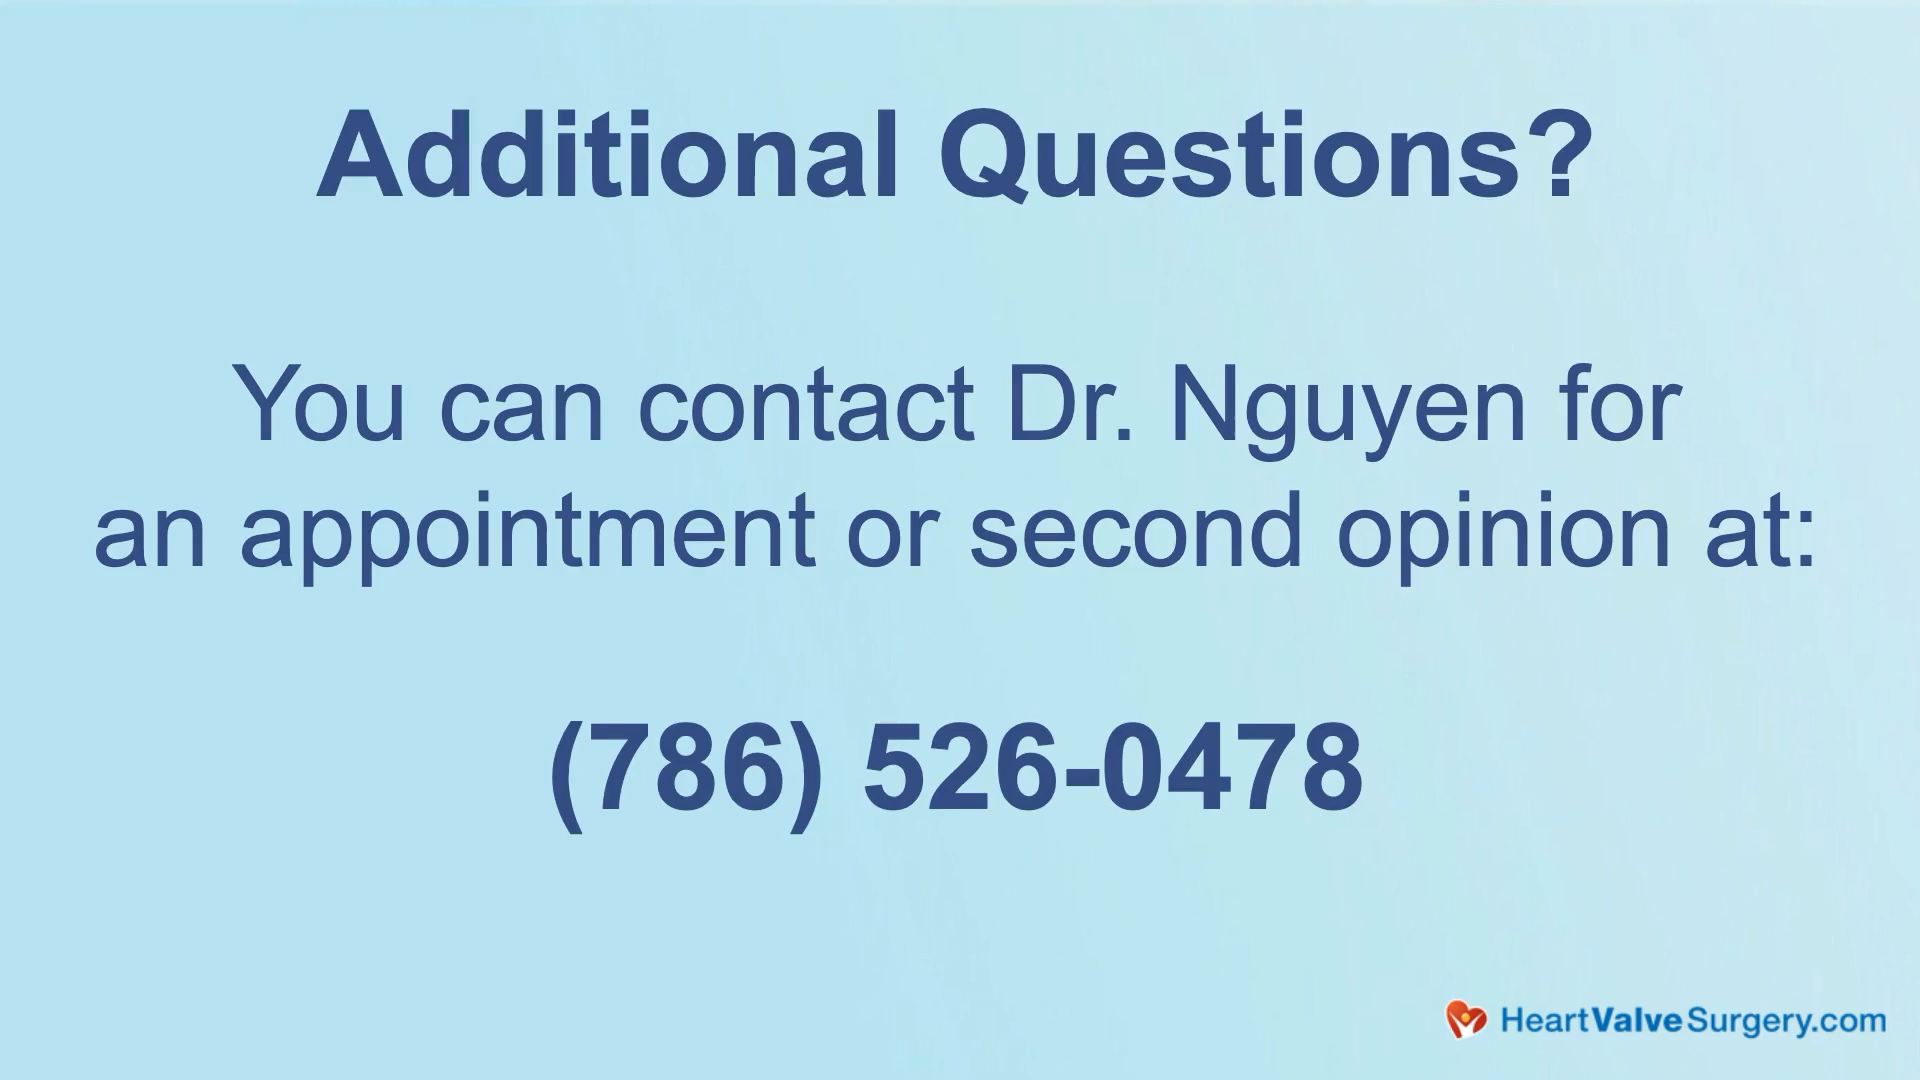 Additional Questions?
You can contact Dr. Nguyen for
an appointment or second opinion at:
(786) 526-0478
HeartValveSurgery.com